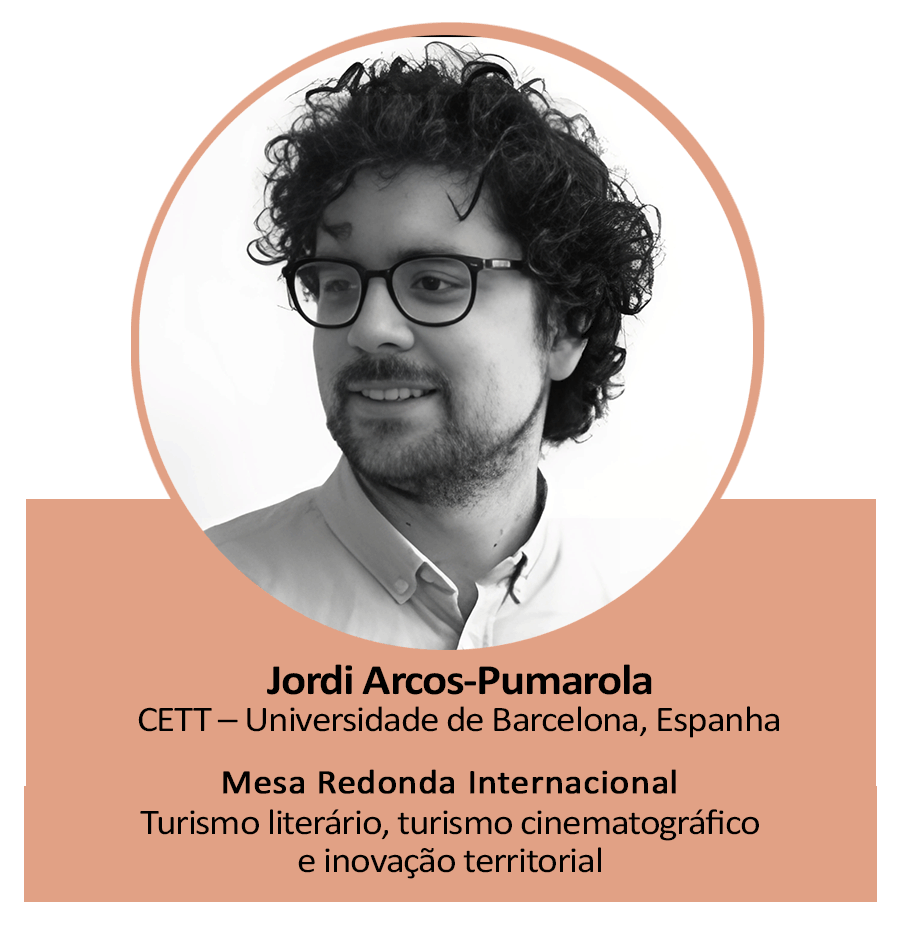 Jordi Arcos-Pumarola
CETT – Universidade de Barcelona, Espanha
Mesa Redonda Internacional
Turismo literário, turismo cinematográfico
e inovação territorial